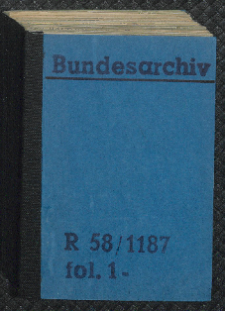 Bundesarchiv
R 58/1187
fol. 1-